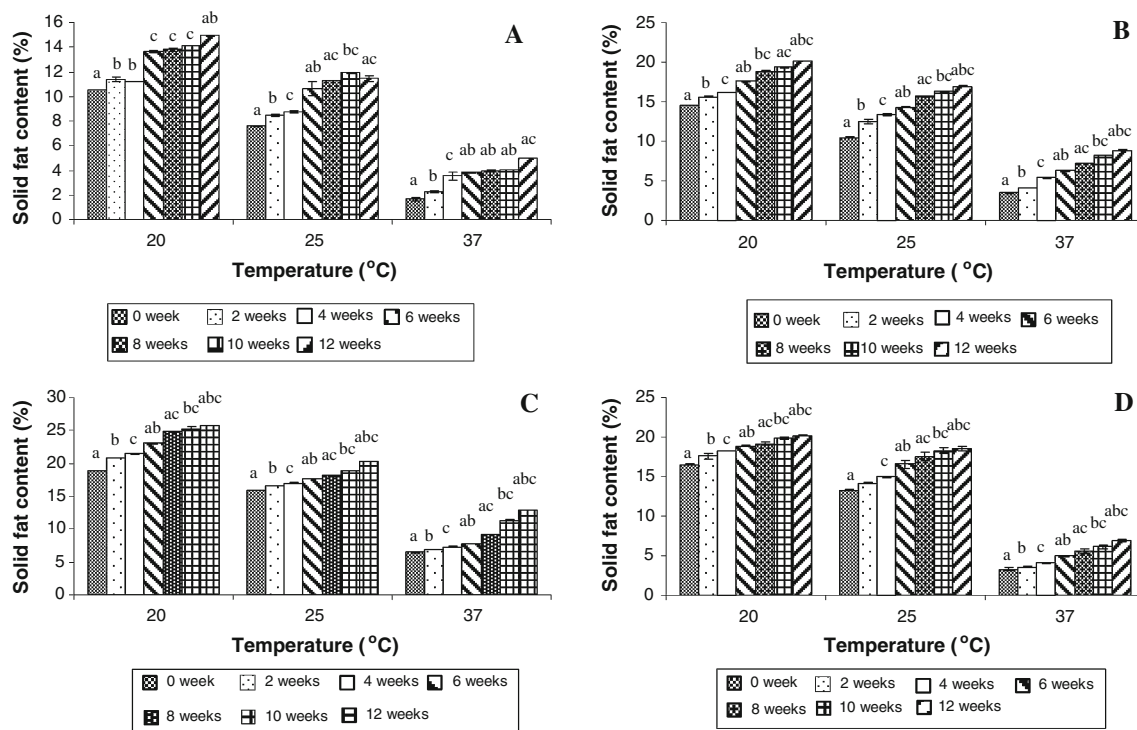 A
Solid fat content (%)
16
14
12
10
8
6
4
2
0
a b b c c c ab
a b c ab ac bc ac
a b c ab ab ab ac
20 25 37
Temperature (°C)
0 week 2 weeks 4 weeks 6 weeks
8 weeks 10 weeks 12 weeks
B
Solid fat content (%)
25
20
15
10
5
0
a b c ab bc ac abc
a b c ab ac bc abc
a b c ab ac bc abc
20 25 37
Temperature (°C)
0 week 2 weeks 4 weeks 6 weeks
8 weeks 10 weeks 12 weeks
C
Solid fat content (%)
30
25
20
15
10
5
0
a b c ab ac bc abc
a b c ab ac bc abc
a b c ab ac bc abc
20 25 37
Temperature (°C)
0 week 2 weeks 4 weeks 6 weeks
8 weeks 10 weeks 12 weeks
D
Solid fat content (%)
25
20
15
10
5
0
a b c ab ac bc abc
a b c ab ac bc abc
a b c ab ac bc abc
20 25 37
Temperature (°C)
0 week 2 weeks 4 weeks 6 weeks
8 weeks 10 weeks 12 weeks